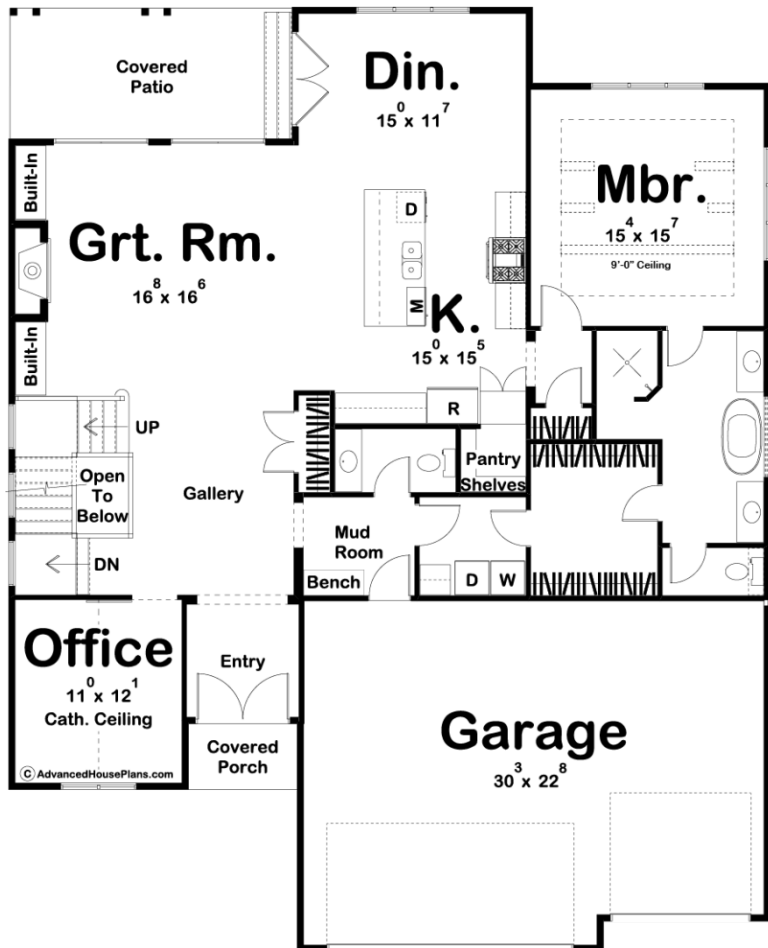 Covered
Patio
Din.
15⁰ x 11⁷
Built-In
Grt. Rm.
16⁸ x 16⁶
D
M
K.
15⁰ x 15⁵
Mbr.
15⁴ x 15⁷
9'-0" Ceiling
Built-In
R
UP
Open
To
Below
Gallery
Pantry
Shelves
Mud
Room
Bench
D W
DN
Office
11⁰ x 12¹
Cath. Ceiling
Entry
Covered
Porch
Garage
30³ x 22⁸
© AdvancedHousePlans.com